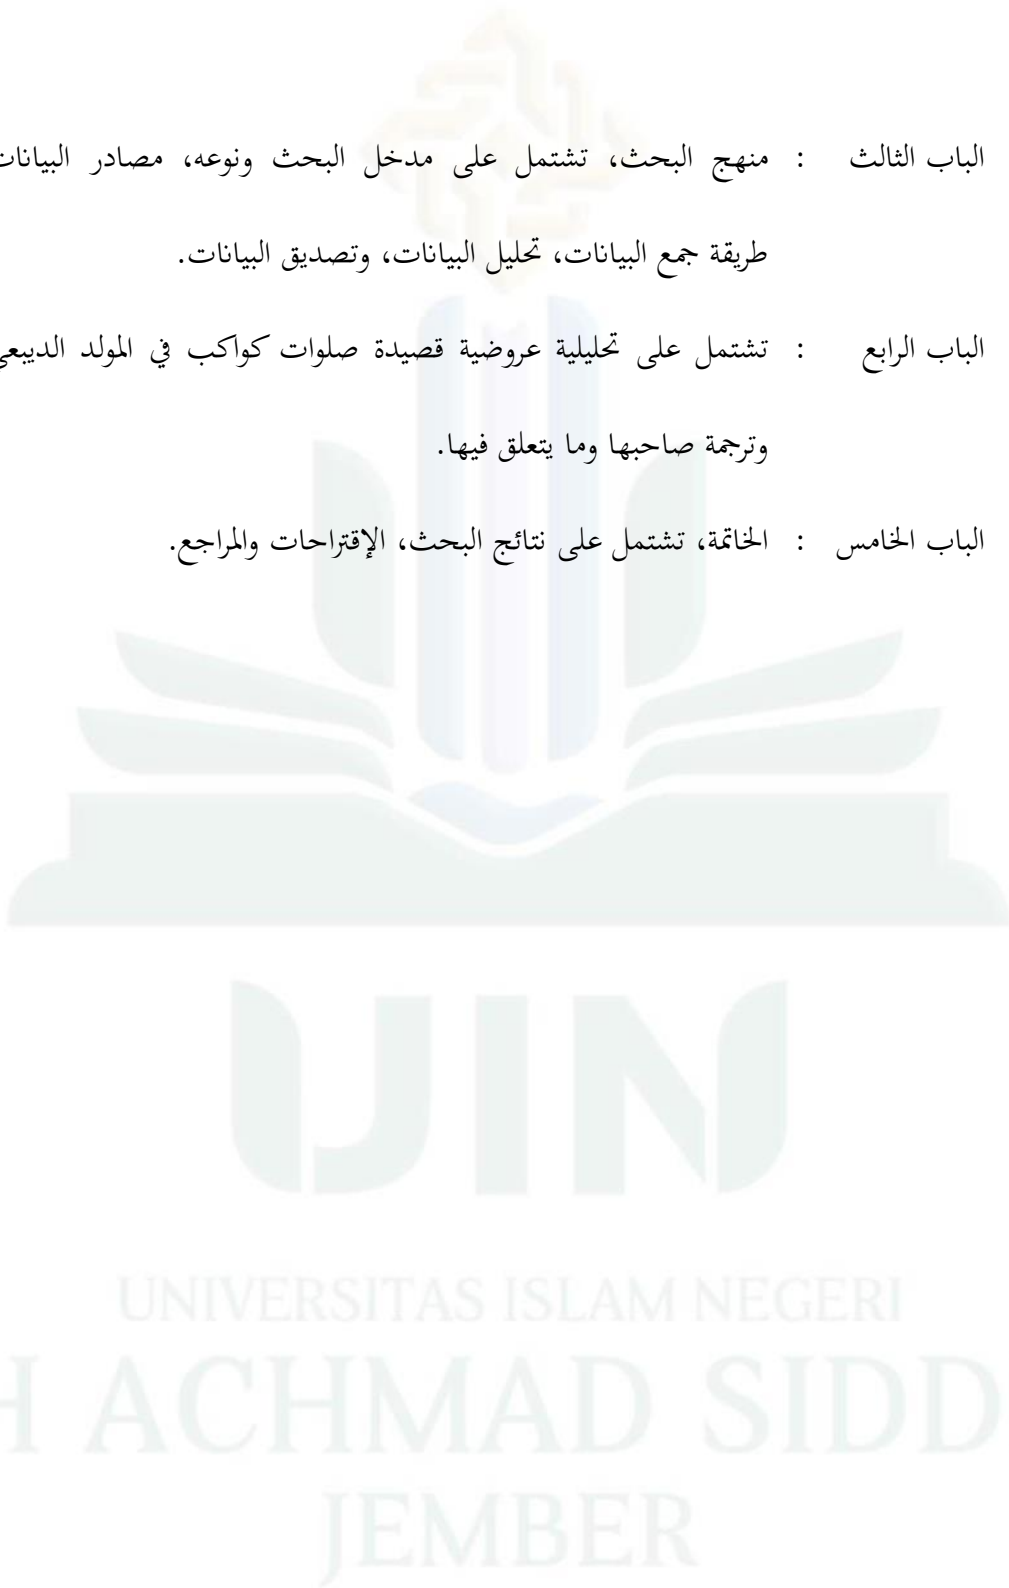 الباب الثالث : منهج البحث، تشتمل على مدخل البحث ونوعه، مصادر البيانات
طريقة جمع البيانات، تحليل البيانات، وتصديق البيانات.
الباب الرابع : تشتمل على تحليلية عروضية قصيدة صلوات كواكب في المولد الديبعي
وترجمة صاحبها وما يتعلق فيها.
الباب الخامس : الخاتمة، تشتمل على نتائج البحث، الإقتراحات والمراجع.
UIN
UNIVERSITAS ISLAM NEGERI
H ACHMAD SIDD
JEMBER